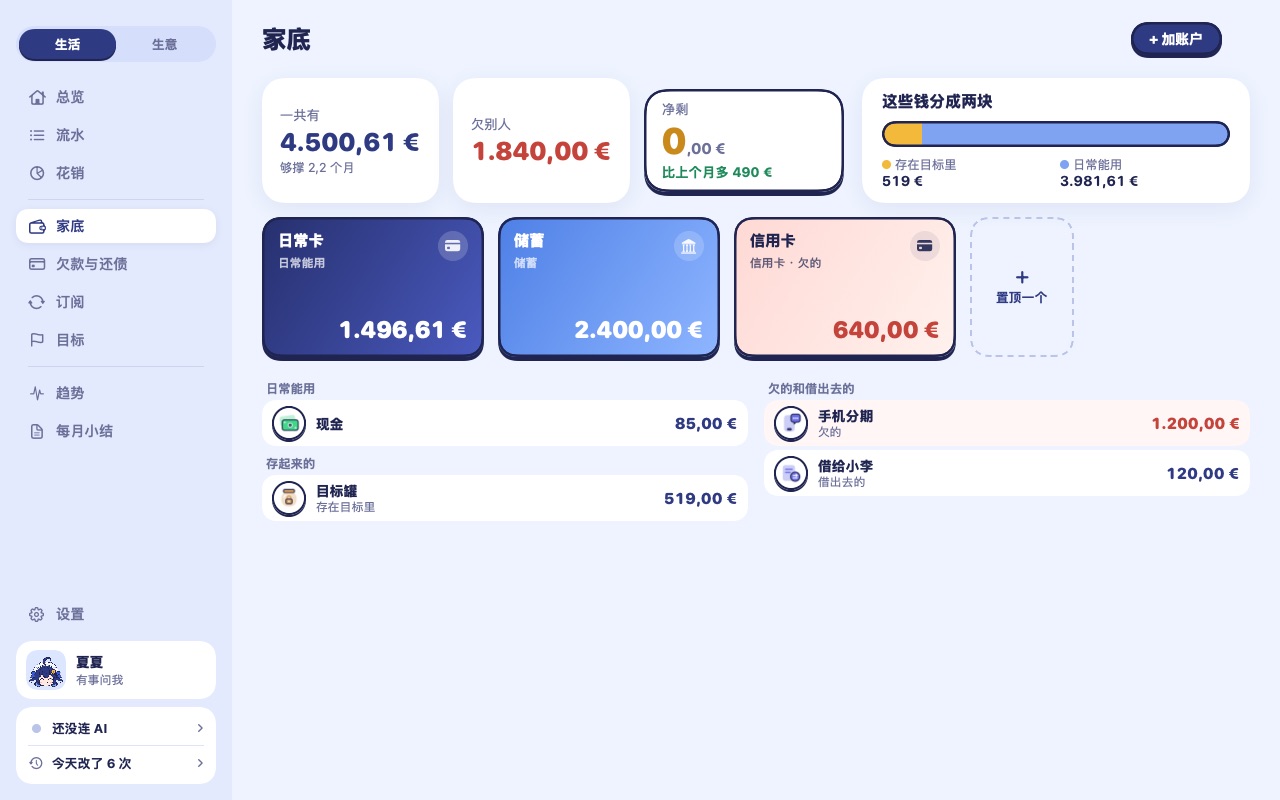 生活
生意
总览
流水
花销
家底
欠款与还债
订阅
目标
趋势
每月小结
设置
夏夏
有事问我
还没连 AI
今天改了 6 次
家底
+ 加账户
一共有
4.500,61 €
够撑 2,2 个月
欠别人
1.840,00 €
净剩
0,00 €
比上个月多 490 €
这些钱分成两块
存在目标里
519 €
日常能用
3.981,61 €
日常卡
日常能用
1.496,61 €
储蓄
储蓄
2.400,00 €
信用卡
信用卡 · 欠的
640,00 €
+
置顶一个
日常能用
现金
85,00 €
存起来的
目标罐
存在目标里
519,00 €
欠的和借出去的
手机分期
欠的
1.200,00 €
借给小李
借出去的
120,00 €